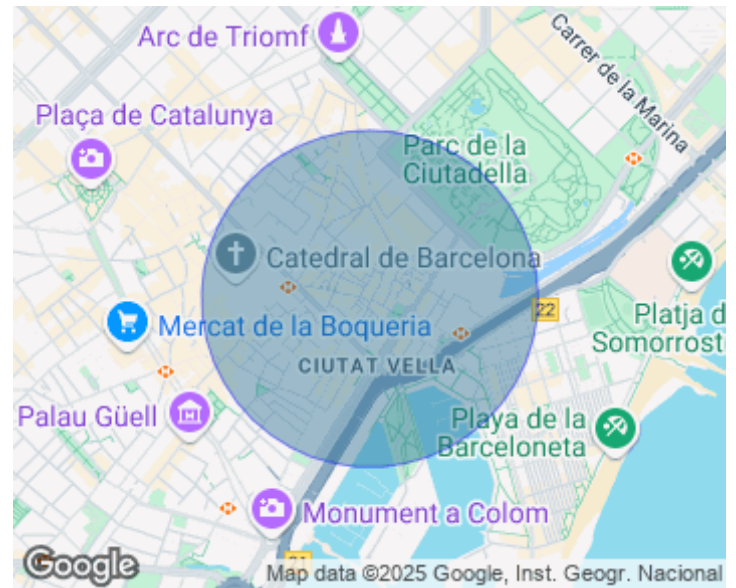 Arc de Triomf
Carrer de la Marina
Plaça de Catalunya
Parc de la
Ciutadella
Catedral de Barcelona
22
Platja d
Somorrost
Mercat de la Boqueria
CIUTAT VELLA
Palau Güell
Playa de la
Barceloneta
Monument a Colom
Google
Map data ©2025 Google, Inst. Geogr. Nacional